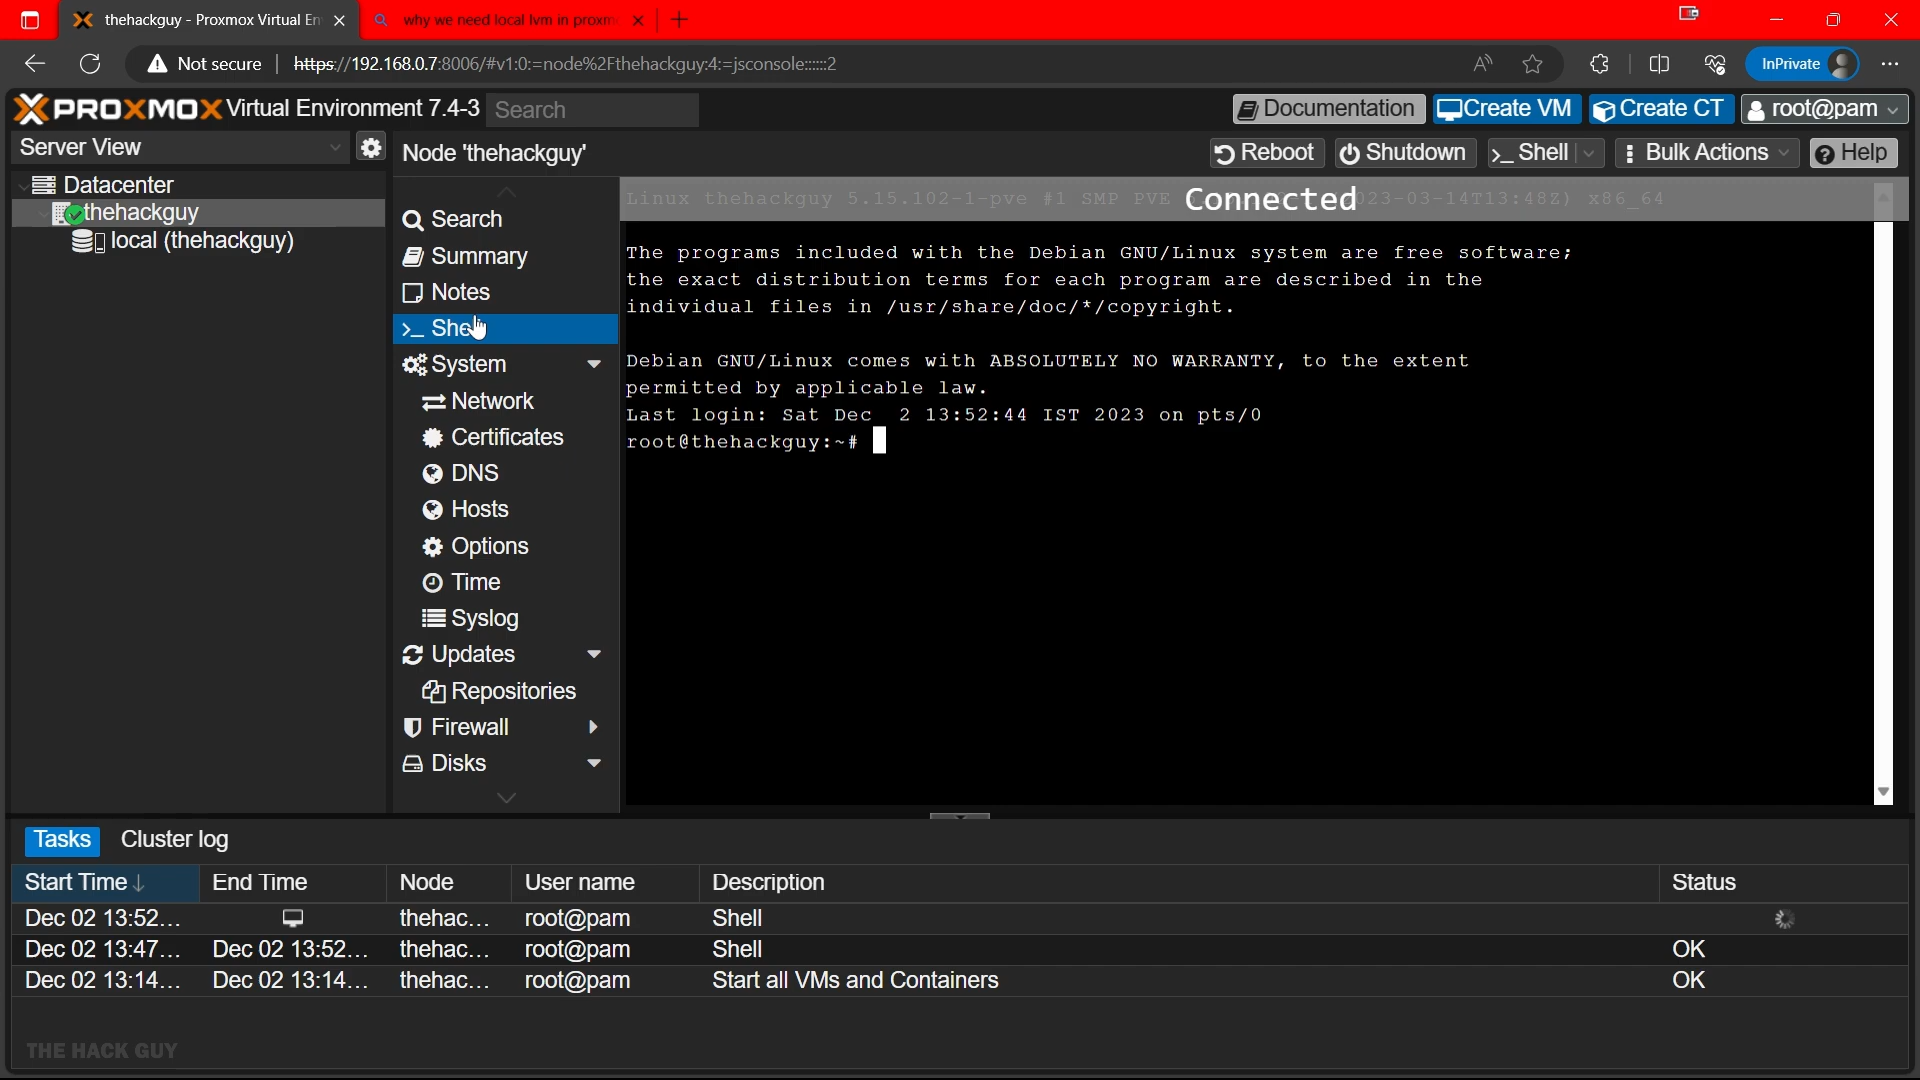 thehackguy - Proxmox Virtual En
why we need local lvm in proxm
Not secure
https://192.168.0.7:8006/#v1:0:=node%2Fthehackguy:4:=jsconsole::::::2
InPrivate
PROXMOX Virtual Environment 7.4-3
Search
Documentation
Create VM
Create CT
root@pam
Server View
Node 'thehackguy'
Reboot
Shutdown
>_ Shell
Bulk Actions
Help
Datacenter
thehackguy
local (thehackguy)
Search
Summary
Notes
System
Network
Certificates
DNS
Hosts
Options
Time
Syslog
Updates
Repositories
Firewall
Disks
Linux thehackguy 5.15.102-1-pve #1 SMP PVE
Connected
23-03-14T13:48Z) x86_64
The programs included with the Debian GNU/Linux system are free software;
the exact distribution terms for each program are described in the
individual files in /usr/share/doc/*/copyright.
Debian GNU/Linux comes with ABSOLUTELY NO WARRANTY, to the extent
permitted by applicable law.
Last login: Sat Dec  2 13:52:44 IST 2023 on pts/0
root@thehackguy:~#
Tasks
Cluster log
Start Time End Time Node User name Description Status
Dec 02 13:52... thehac... root@pam Shell
Dec 02 13:47... Dec 02 13:52... thehac... root@pam Shell OK
Dec 02 13:14... Dec 02 13:14... thehac... root@pam Start all VMs and Containers OK
THE HACK GUY